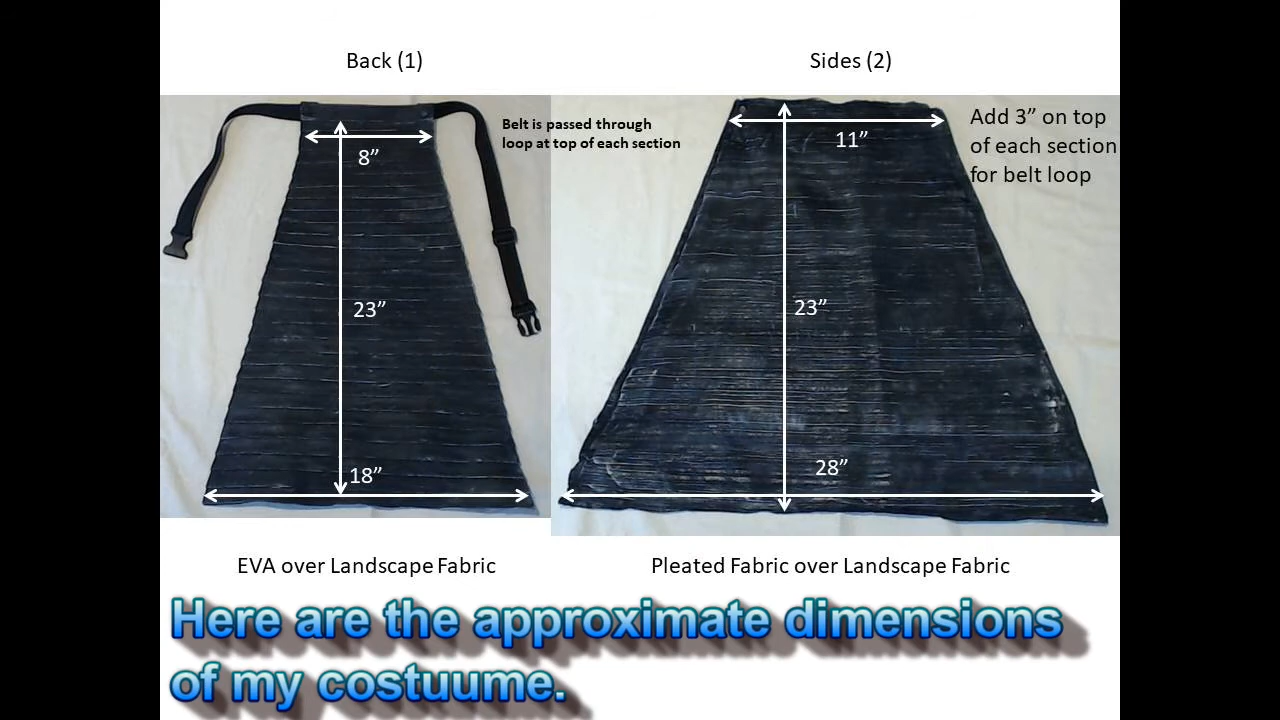 Back (1)
Sides (2)
Belt is passed through
loop at top of each section
Add 3” on top
of each section
for belt loop
8”
11”
23”
23”
18”
28”
EVA over Landscape Fabric
Pleated Fabric over Landscape Fabric
Here are the approximate dimensions
of my costuume.